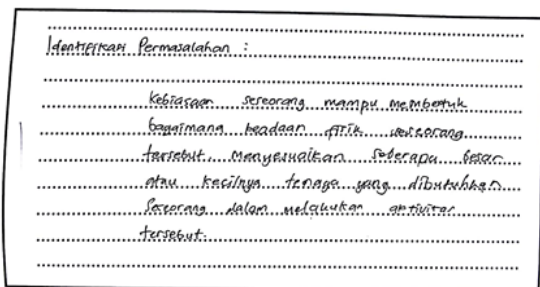 Identifikasi Permasalahan :
kebiasaan seseorang mampu membentuk
bagaimana keadaan fisik seseorang
tersebut menyesuaikan seberapa besar
atau kecilnya tenaga yang dibutuhkan
seseorang dalam melakukan aktivitas
tersebut.